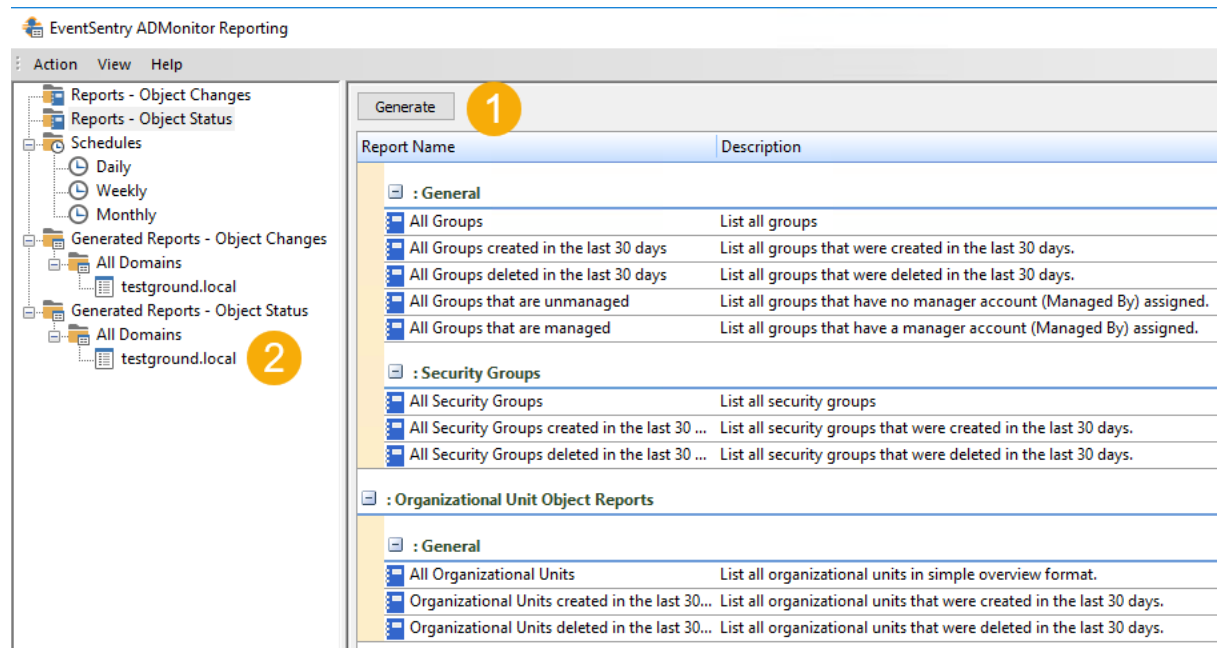 EventSentry ADMonitor Reporting
Action View Help
Reports - Object Changes
Reports - Object Status
Schedules
Daily
Weekly
Monthly
Generated Reports - Object Changes
All Domains
testground.local
Generated Reports - Object Status
All Domains
testground.local
2
Generate
1
Report Name Description
: General
All Groups List all groups
All Groups created in the last 30 days List all groups that were created in the last 30 days.
All Groups deleted in the last 30 days List all groups that were deleted in the last 30 days.
All Groups that are unmanaged List all groups that have no manager account (Managed By) assigned.
All Groups that are managed List all groups that have a manager account (Managed By) assigned.
: Security Groups
All Security Groups List all security groups
All Security Groups created in the last 30 ... List all security groups that were created in the last 30 days.
All Security Groups deleted in the last 30 ... List all security groups that were deleted in the last 30 days.
: Organizational Unit Object Reports
: General
All Organizational Units List all organizational units in simple overview format.
Organizational Units created in the last 30... List all organizational units that were created in the last 30 days.
Organizational Units deleted in the last 30... List all organizational units that were deleted in the last 30 days.